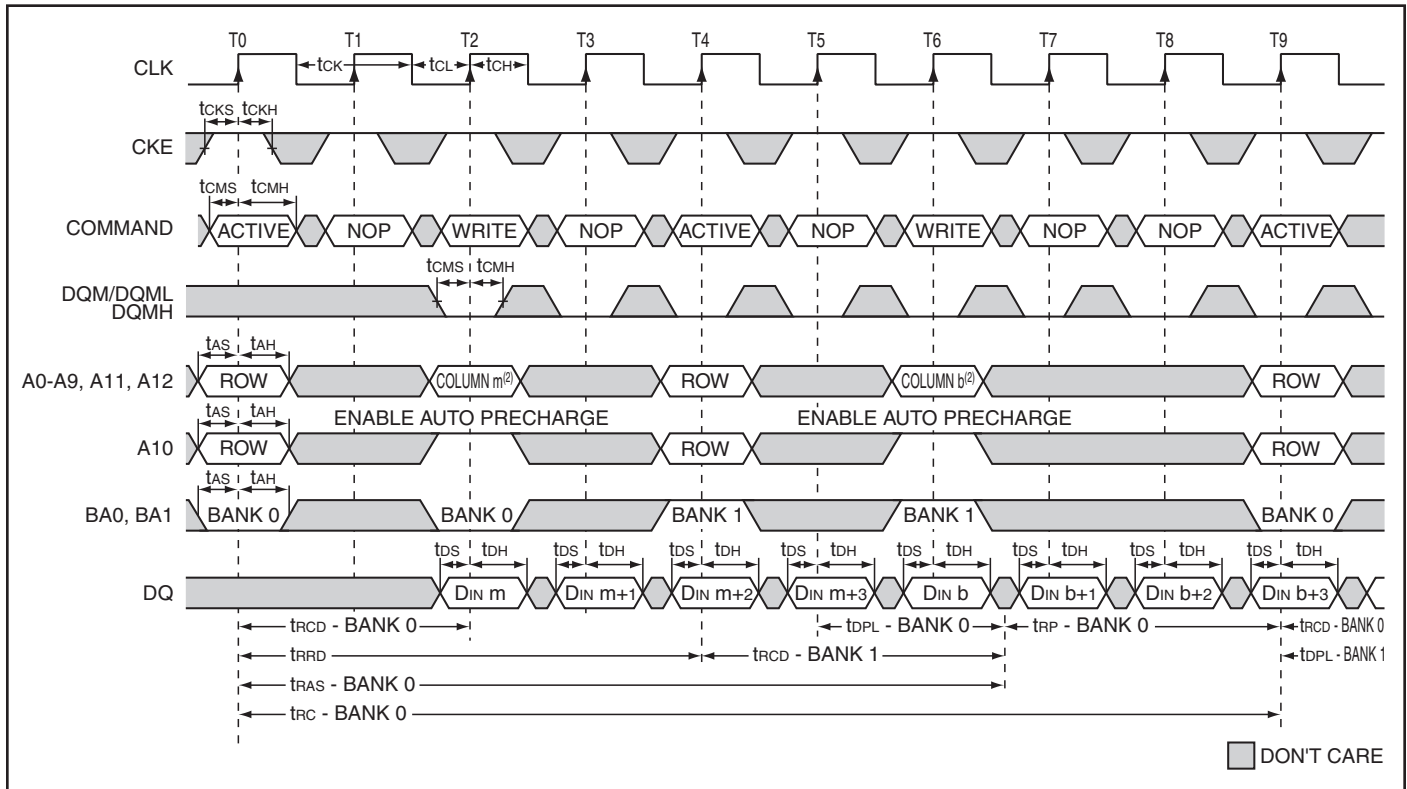 T0 T1 T2 T3 T4 T5 T6 T7 T8 T9
CLK tCK tCL tCH
tCKS tCKH
CKE
tCMS tCMH
COMMAND ACTIVE NOP WRITE NOP ACTIVE NOP WRITE NOP NOP ACTIVE
tCMS tCMH
DQM/DQML
DQMH
tAS tAH
A0-A9, A11, A12 ROW COLUMN m(2) ROW COLUMN b(2) ROW
tAS tAH ENABLE AUTO PRECHARGE ENABLE AUTO PRECHARGE
A10 ROW ROW ROW
tAS tAH
BA0, BA1 BANK 0 BANK 0 BANK 1 BANK 1 BANK 0
tDS tDH tDS tDH tDS tDH tDS tDH tDS tDH tDS tDH tDS tDH tDS tDH
DQ DIN m DIN m+1 DIN m+2 DIN m+3 DIN b DIN b+1 DIN b+2 DIN b+3
tRCD - BANK 0 tDPL - BANK 0 tRP - BANK 0 tRCD - BANK 0
tRRD tRCD - BANK 1 tDPL - BANK 1
tRAS - BANK 0
tRC - BANK 0
DON'T CARE